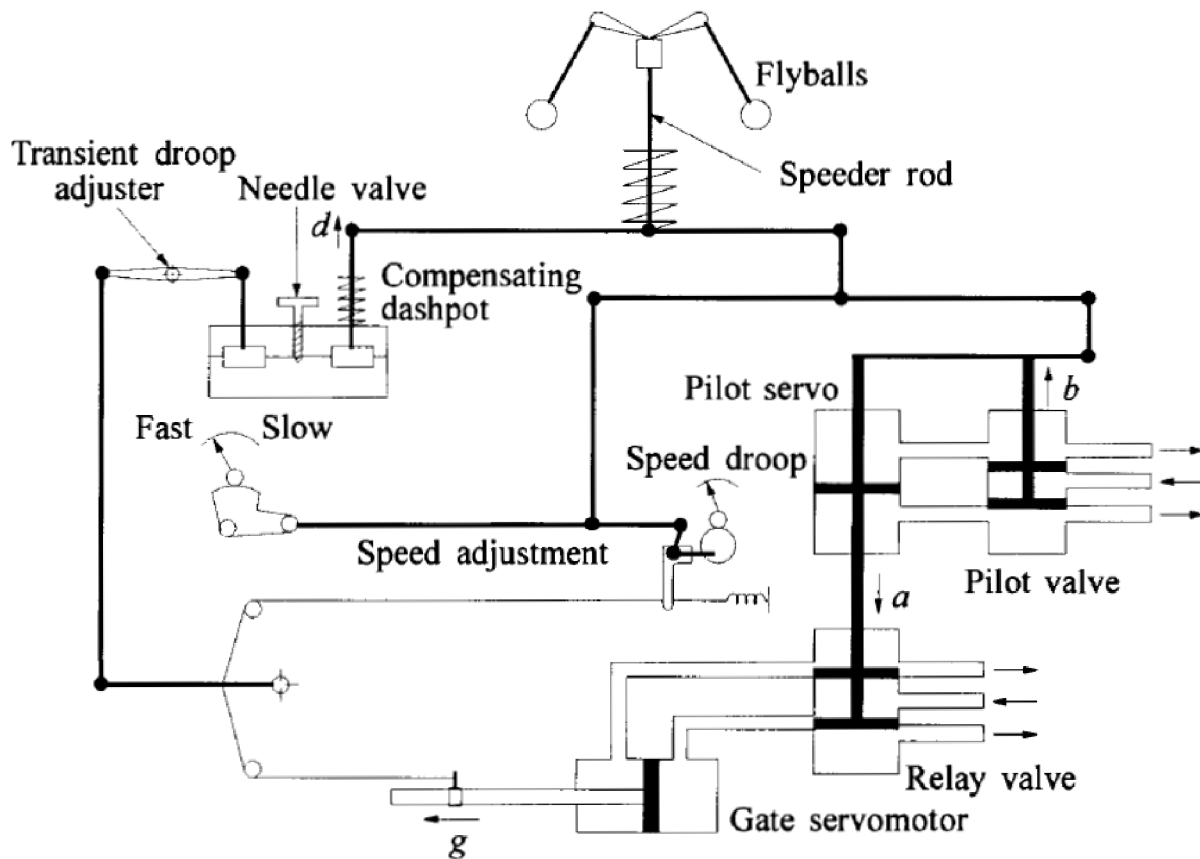 Flyballs
Transient droop
adjuster
Needle valve
Speeder rod
d
Compensating
dashpot
Pilot servo
b
Fast
Slow
Speed droop
Speed adjustment
Pilot valve
a
Relay valve
Gate servomotor
g